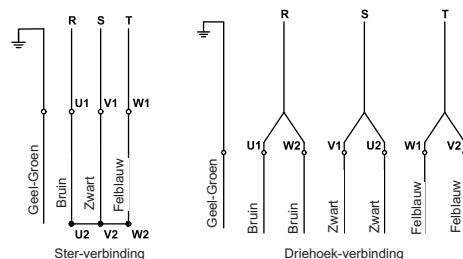 R S T
U1 V1 W1
Geel-Groen Bruin Zwart Felblauw
U2 V2 W2
Ster-verbinding
R S T
U1 W2 V1 U2 W1 V2
Geel-Groen Bruin Bruin Zwart Zwart Felblauw Felblauw
Driehoek-verbinding